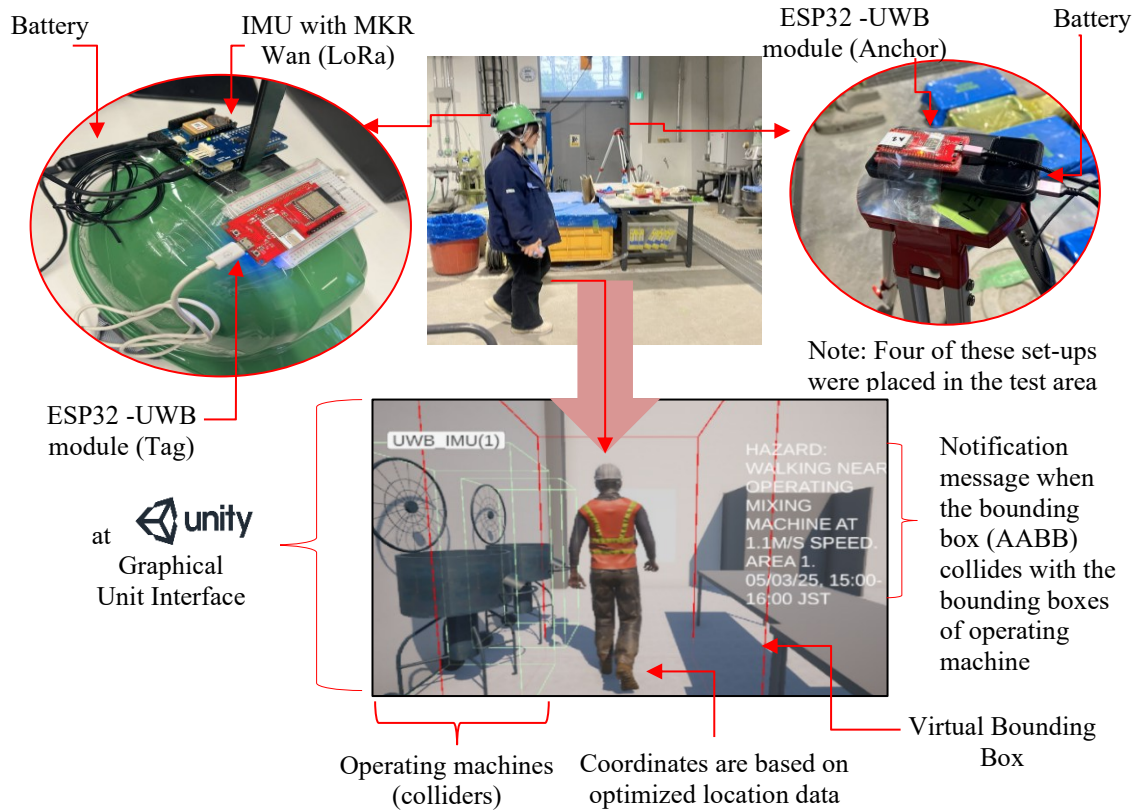 Battery
IMU with MKR
Wan (LoRa)
ESP32 -UWB
module (Anchor)
Battery
Note: Four of these set-ups
were placed in the test area
ESP32 -UWB
module (Tag)
at unity
Graphical
Unit Interface
UWB_IMU(1)
HAZARD:
WALKING NEAR
OPERATING
MIXING
MACHINE AT
1.1M/S SPEED.
AREA 1.
05/03/25, 15:00-
16:00 JST
Notification
message when
the bounding
box (AABB)
collides with the
bounding boxes
of operating
machine
Virtual Bounding
Box
Operating machines
(colliders)
Coordinates are based on
optimized location data